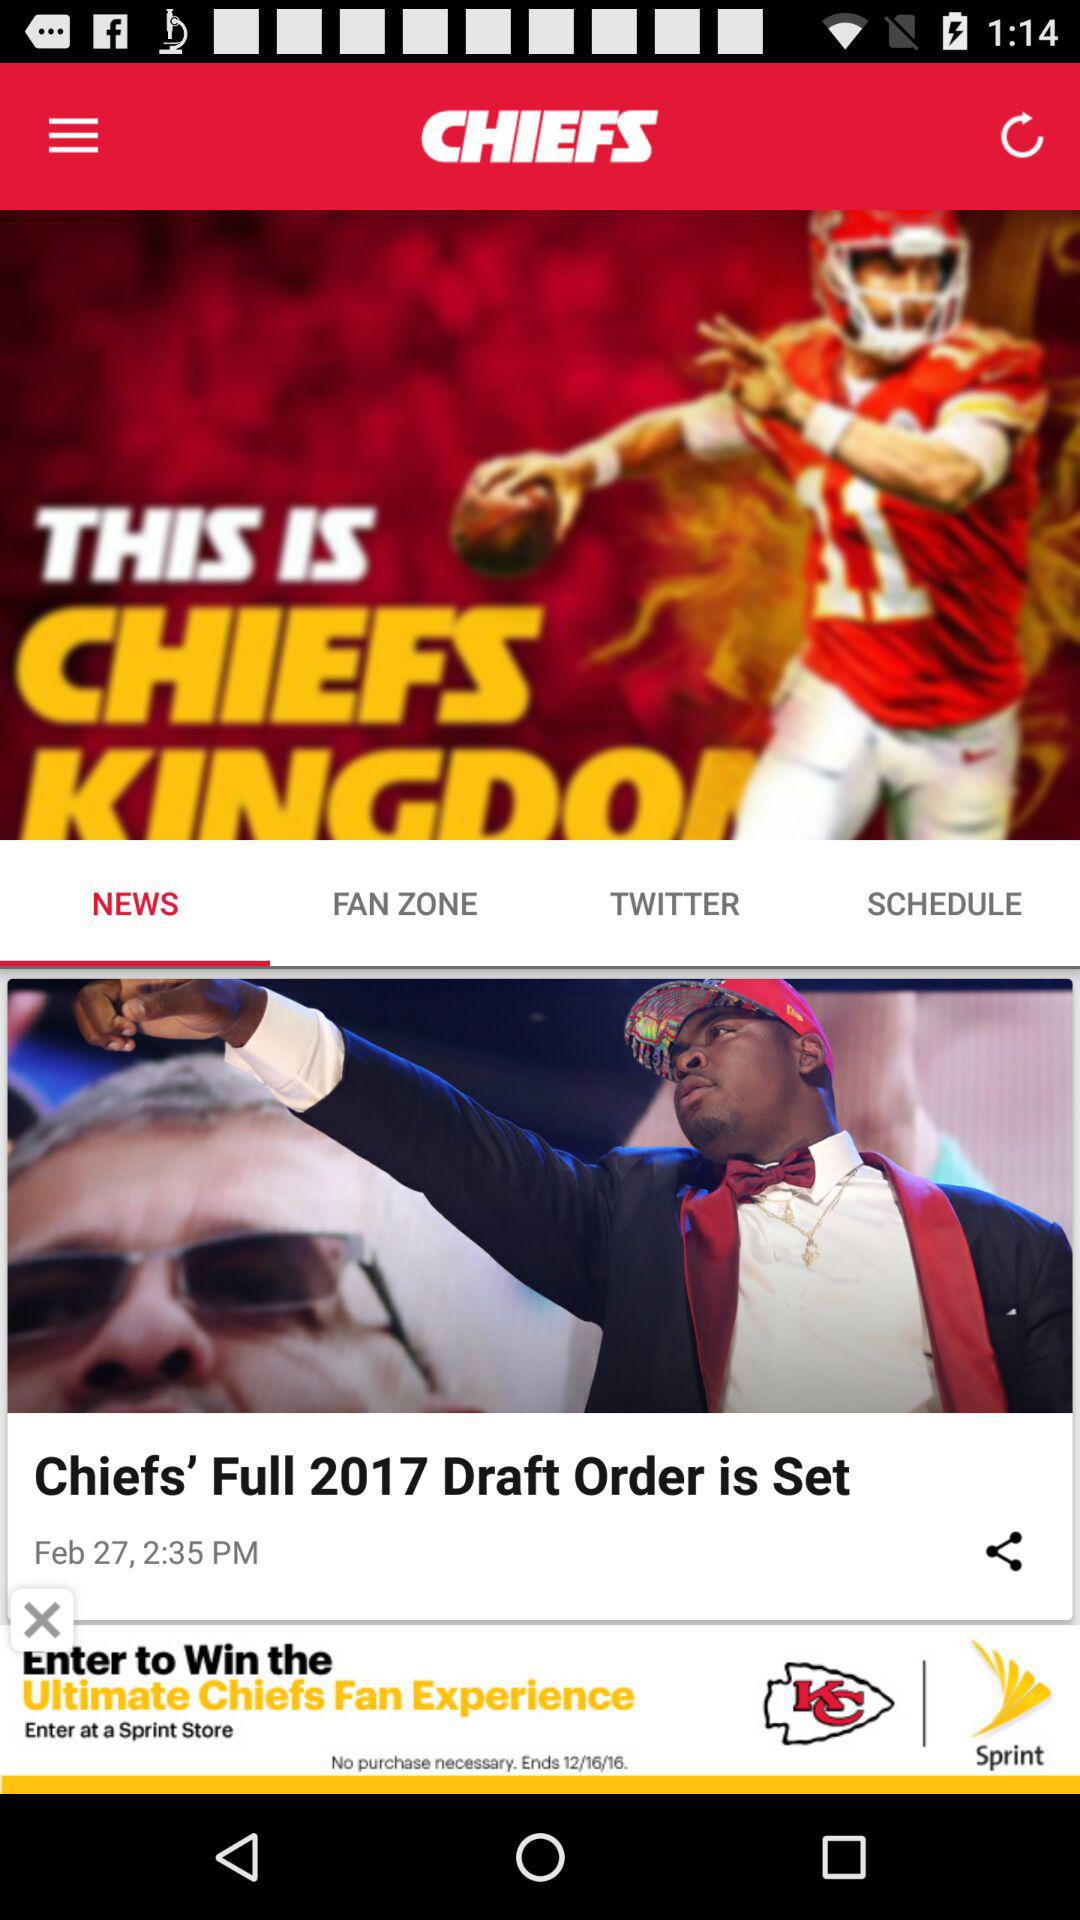 1:14
CHIEFS
11
THIS IS
CHIEFS
KINGDOM
NEWS
FAN ZONE
TWITTER
SCHEDULE
Chiefs’ Full 2017 Draft Order is Set
Feb 27, 2:35 PM
Enter to Win the
Ultimate Chiefs Fan Experience
Enter at a Sprint Store
No purchase necessary. Ends 12/16/16.
KC
Sprint